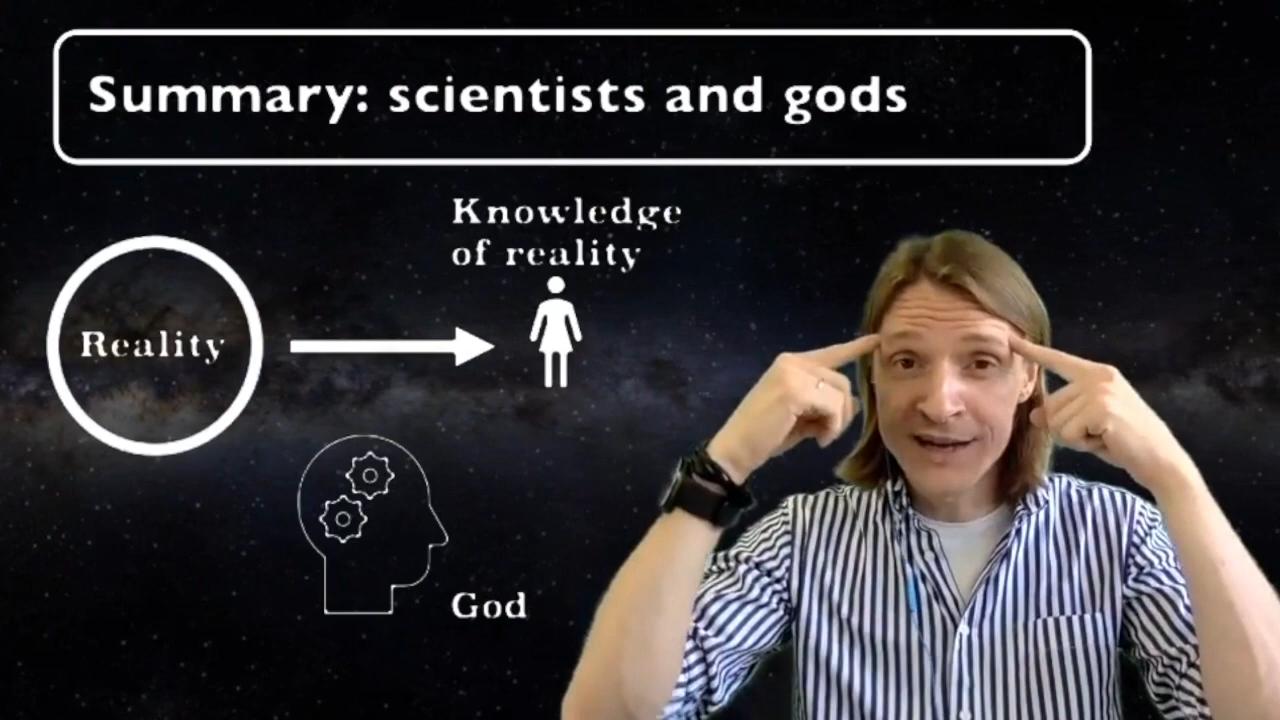 Summary: scientists and gods
Knowledge
of reality
Reality
God